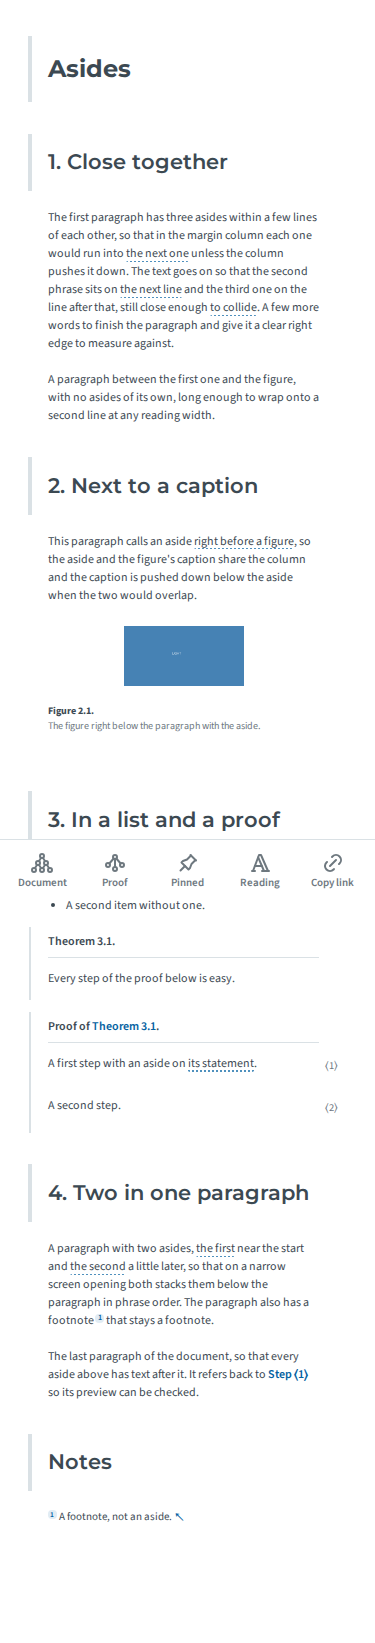 Asides
1. Close together
The first paragraph has three asides within a few lines
of each other, so that in the margin column each one
would run into the next one unless the column
pushes it down. The text goes on so that the second
phrase sits on the next line and the third one on the
line after that, still close enough to collide. A few more
words to finish the paragraph and give it a clear right
edge to measure against.
A paragraph between the first one and the figure,
with no asides of its own, long enough to wrap onto a
second line at any reading width.
2. Next to a caption
This paragraph calls an aside right before a figure, so
the aside and the figure's caption share the column
and the caption is pushed down below the aside
when the two would overlap.
Figure 2.1.
The figure right below the paragraph with the aside.
3. In a list and a proof
Document Proof Pinned Reading Copy link
• A second item without one.
Theorem 3.1.
Every step of the proof below is easy.
Proof of Theorem 3.1.
A first step with an aside on its statement. ⟨1⟩
A second step. ⟨2⟩
4. Two in one paragraph
A paragraph with two asides, the first near the start
and the second a little later, so that on a narrow
screen opening both stacks them below the
paragraph in phrase order. The paragraph also has a
footnote 1 that stays a footnote.
The last paragraph of the document, so that every
aside above has text after it. It refers back to Step ⟨1⟩
so its preview can be checked.
Notes
1 A footnote, not an aside. ↖